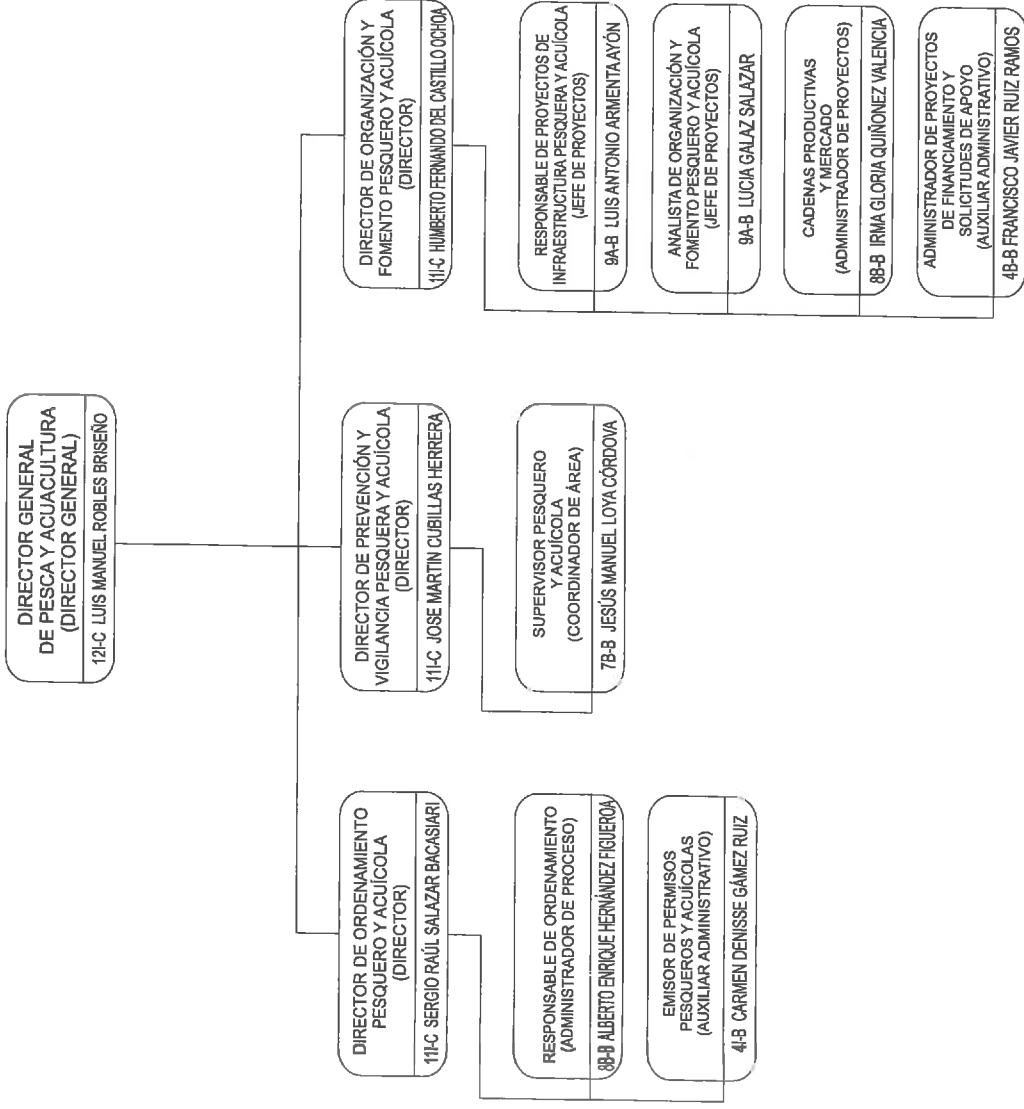 DIRECTOR GENERAL
DE PESCA Y ACUACULTURA
(DIRECTOR GENERAL)
12I-C LUIS MANUEL ROBLES BRISEÑO
DIRECTOR DE ORDENAMIENTO
PESQUERO Y ACUÍCOLA
(DIRECTOR)
11I-C SERGIO RAÚL SALAZAR BACASIARI
RESPONSABLE DE ORDENAMIENTO
(ADMINISTRADOR DE PROCESO)
8B-B ALBERTO ENRIQUE HERNÁNDEZ FIGUEROA
EMISOR DE PERMISOS
PESQUEROS Y ACUÍCOLAS
(AUXILIAR ADMINISTRATIVO)
4I-B CARMEN DENISSE GÁMEZ RUIZ
DIRECTOR DE PREVENCIÓN Y
VIGILANCIA PESQUERA Y ACUÍCOLA
(DIRECTOR)
11I-C JOSE MARTIN CUBILLAS HERRERA
SUPERVISOR PESQUERO
Y ACUÍCOLA
(COORDINADOR DE ÁREA)
7B-B JESÚS MANUEL LOYA CÓRDOVA
DIRECTOR DE ORGANIZACIÓN Y
FOMENTO PESQUERO Y ACUÍCOLA
(DIRECTOR)
11I-C HUMBERTO FERNANDO DEL CASTILLO OCHOA
RESPONSABLE DE PROYECTOS DE
INFRAESTRUCTURA PESQUERA Y ACUÍCOLA
(JEFE DE PROYECTOS)
9A-B LUIS ANTONIO ARMENTA AYÓN
ANALISTA DE ORGANIZACIÓN Y
FOMENTO PESQUERO Y ACUÍCOLA
(JEFE DE PROYECTOS)
9A-B LUCIA GALAZ SALAZAR
CADENAS PRODUCTIVAS
Y MERCADO
(ADMINISTRADOR DE PROYECTOS)
8B-B IRMA GLORIA QUIÑONEZ VALENCIA
ADMINISTRADOR DE PROYECTOS
DE FINANCIAMIENTO Y
SOLICITUDES DE APOYO
(AUXILIAR ADMINISTRATIVO)
4B-B FRANCISCO JAVIER RUIZ RAMOS